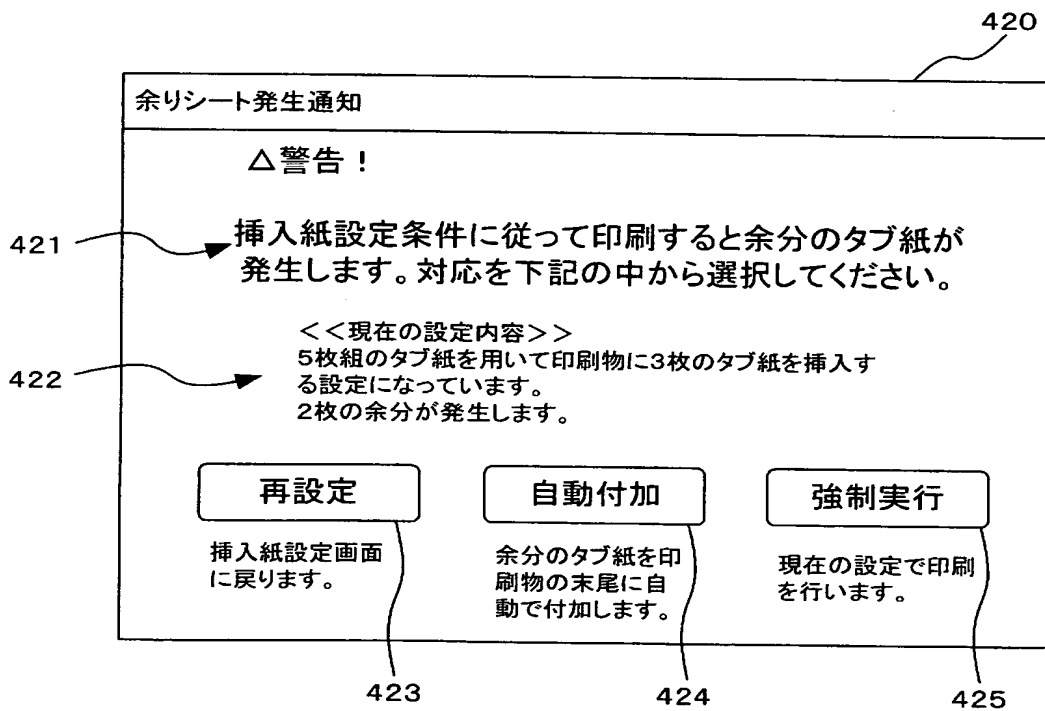 420
余りシート発生通知
△警告！
421
挿入紙設定条件に従って印刷すると余分のタブ紙が
発生します。対応を下記の中から選択してください。
422
＜＜現在の設定内容＞＞
5枚組のタブ紙を用いて印刷物に3枚のタブ紙を挿入す
る設定になっています。
2枚の余分が発生します。
再設定
自動付加
強制実行
挿入紙設定画面
に戻ります。
余分のタブ紙を印
刷物の末尾に自
動で付加します。
現在の設定で印刷
を行います。
423
424
425